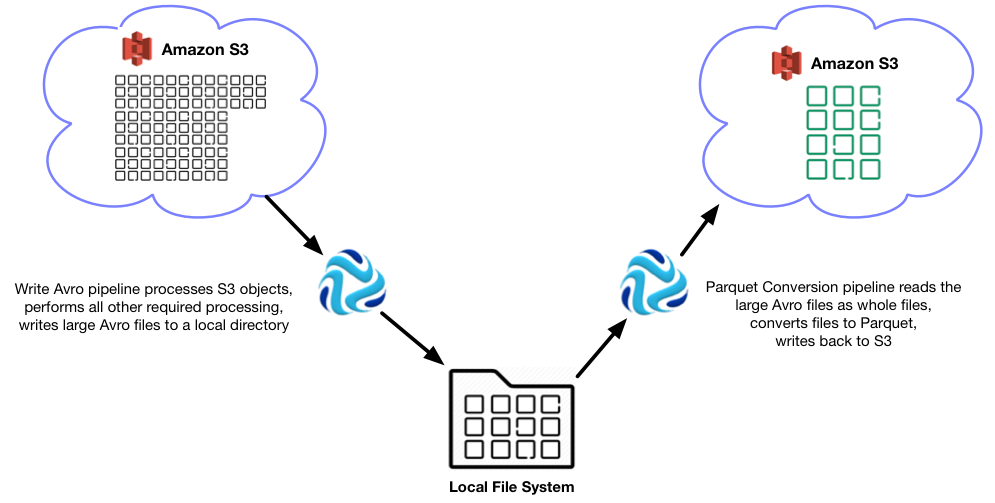 Amazon S3
Amazon S3
Write Avro pipeline processes S3 objects,
performs all other required processing,
writes large Avro files to a local directory
Parquet Conversion pipeline reads the
large Avro files as whole files,
converts files to Parquet,
writes back to S3
Local File System